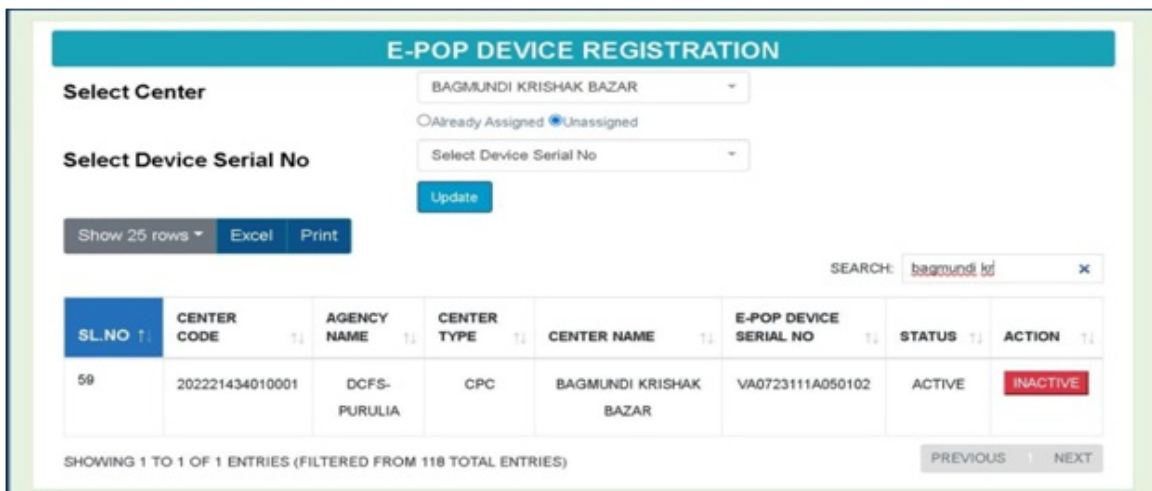 E-POP DEVICE REGISTRATION
Select Center
BAGMUNDI KRISHAK BAZAR
Already Assigned Unassigned
Select Device Serial No
Select Device Serial No
Update
Show 25 rows Excel Print
SEARCH: bagmundi kr
SL.NO CENTER CODE AGENCY NAME CENTER TYPE CENTER NAME E-POP DEVICE SERIAL NO STATUS ACTION
59 202221434010001 DCFS-PURULIA CPC BAGMUNDI KRISHAK BAZAR VA0723111A050102 ACTIVE INACTIVE
SHOWING 1 TO 1 OF 1 ENTRIES (FILTERED FROM 118 TOTAL ENTRIES)
PREVIOUS 1 NEXT